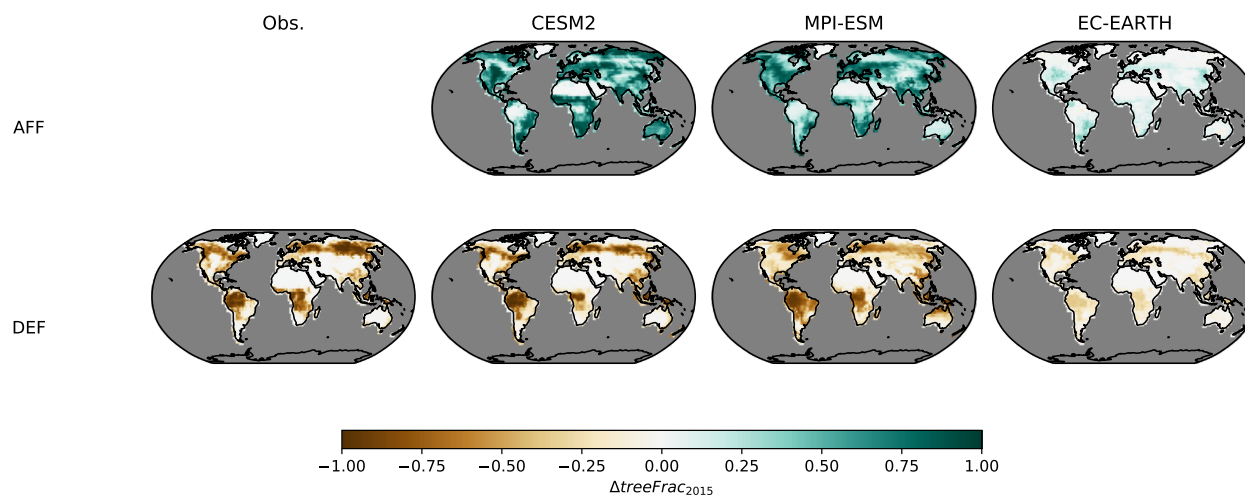 Obs. CESM2 MPI-ESM EC-EARTH
AFF
DEF
−1.00 −0.75 −0.50 −0.25 0.00 0.25 0.50 0.75 1.00
ΔtreeFrac₂₀₁₅